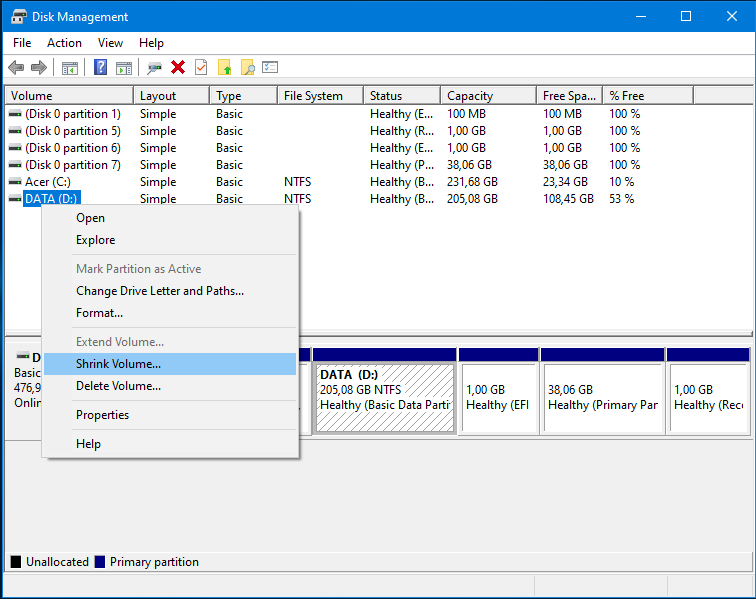 Disk Management
File Action View Help
Volume Layout Type File System Status Capacity Free Spa... % Free
(Disk 0 partition 1) Simple Basic Healthy (E... 100 MB 100 MB 100 %
(Disk 0 partition 5) Simple Basic Healthy (R... 1,00 GB 1,00 GB 100 %
(Disk 0 partition 6) Simple Basic Healthy (E... 1,00 GB 1,00 GB 100 %
(Disk 0 partition 7) Simple Basic Healthy (P... 38,06 GB 38,06 GB 100 %
Acer (C:) Simple Basic NTFS Healthy (B... 231,68 GB 23,34 GB 10 %
DATA (D:) Simple Basic NTFS Healthy (B... 205,08 GB 108,45 GB 53 %
Open
Explore
Mark Partition as Active
Change Drive Letter and Paths...
Format...
Extend Volume...
Shrink Volume...
Delete Volume...
Properties
Help
D
Basic
476,9
Onlin
DATA (D:)
205,08 GB NTFS
Healthy (Basic Data Parti
1,00 GB
Healthy (EFI
38,06 GB
Healthy (Primary Par
1,00 GB
Healthy (Rec
Unallocated Primary partition